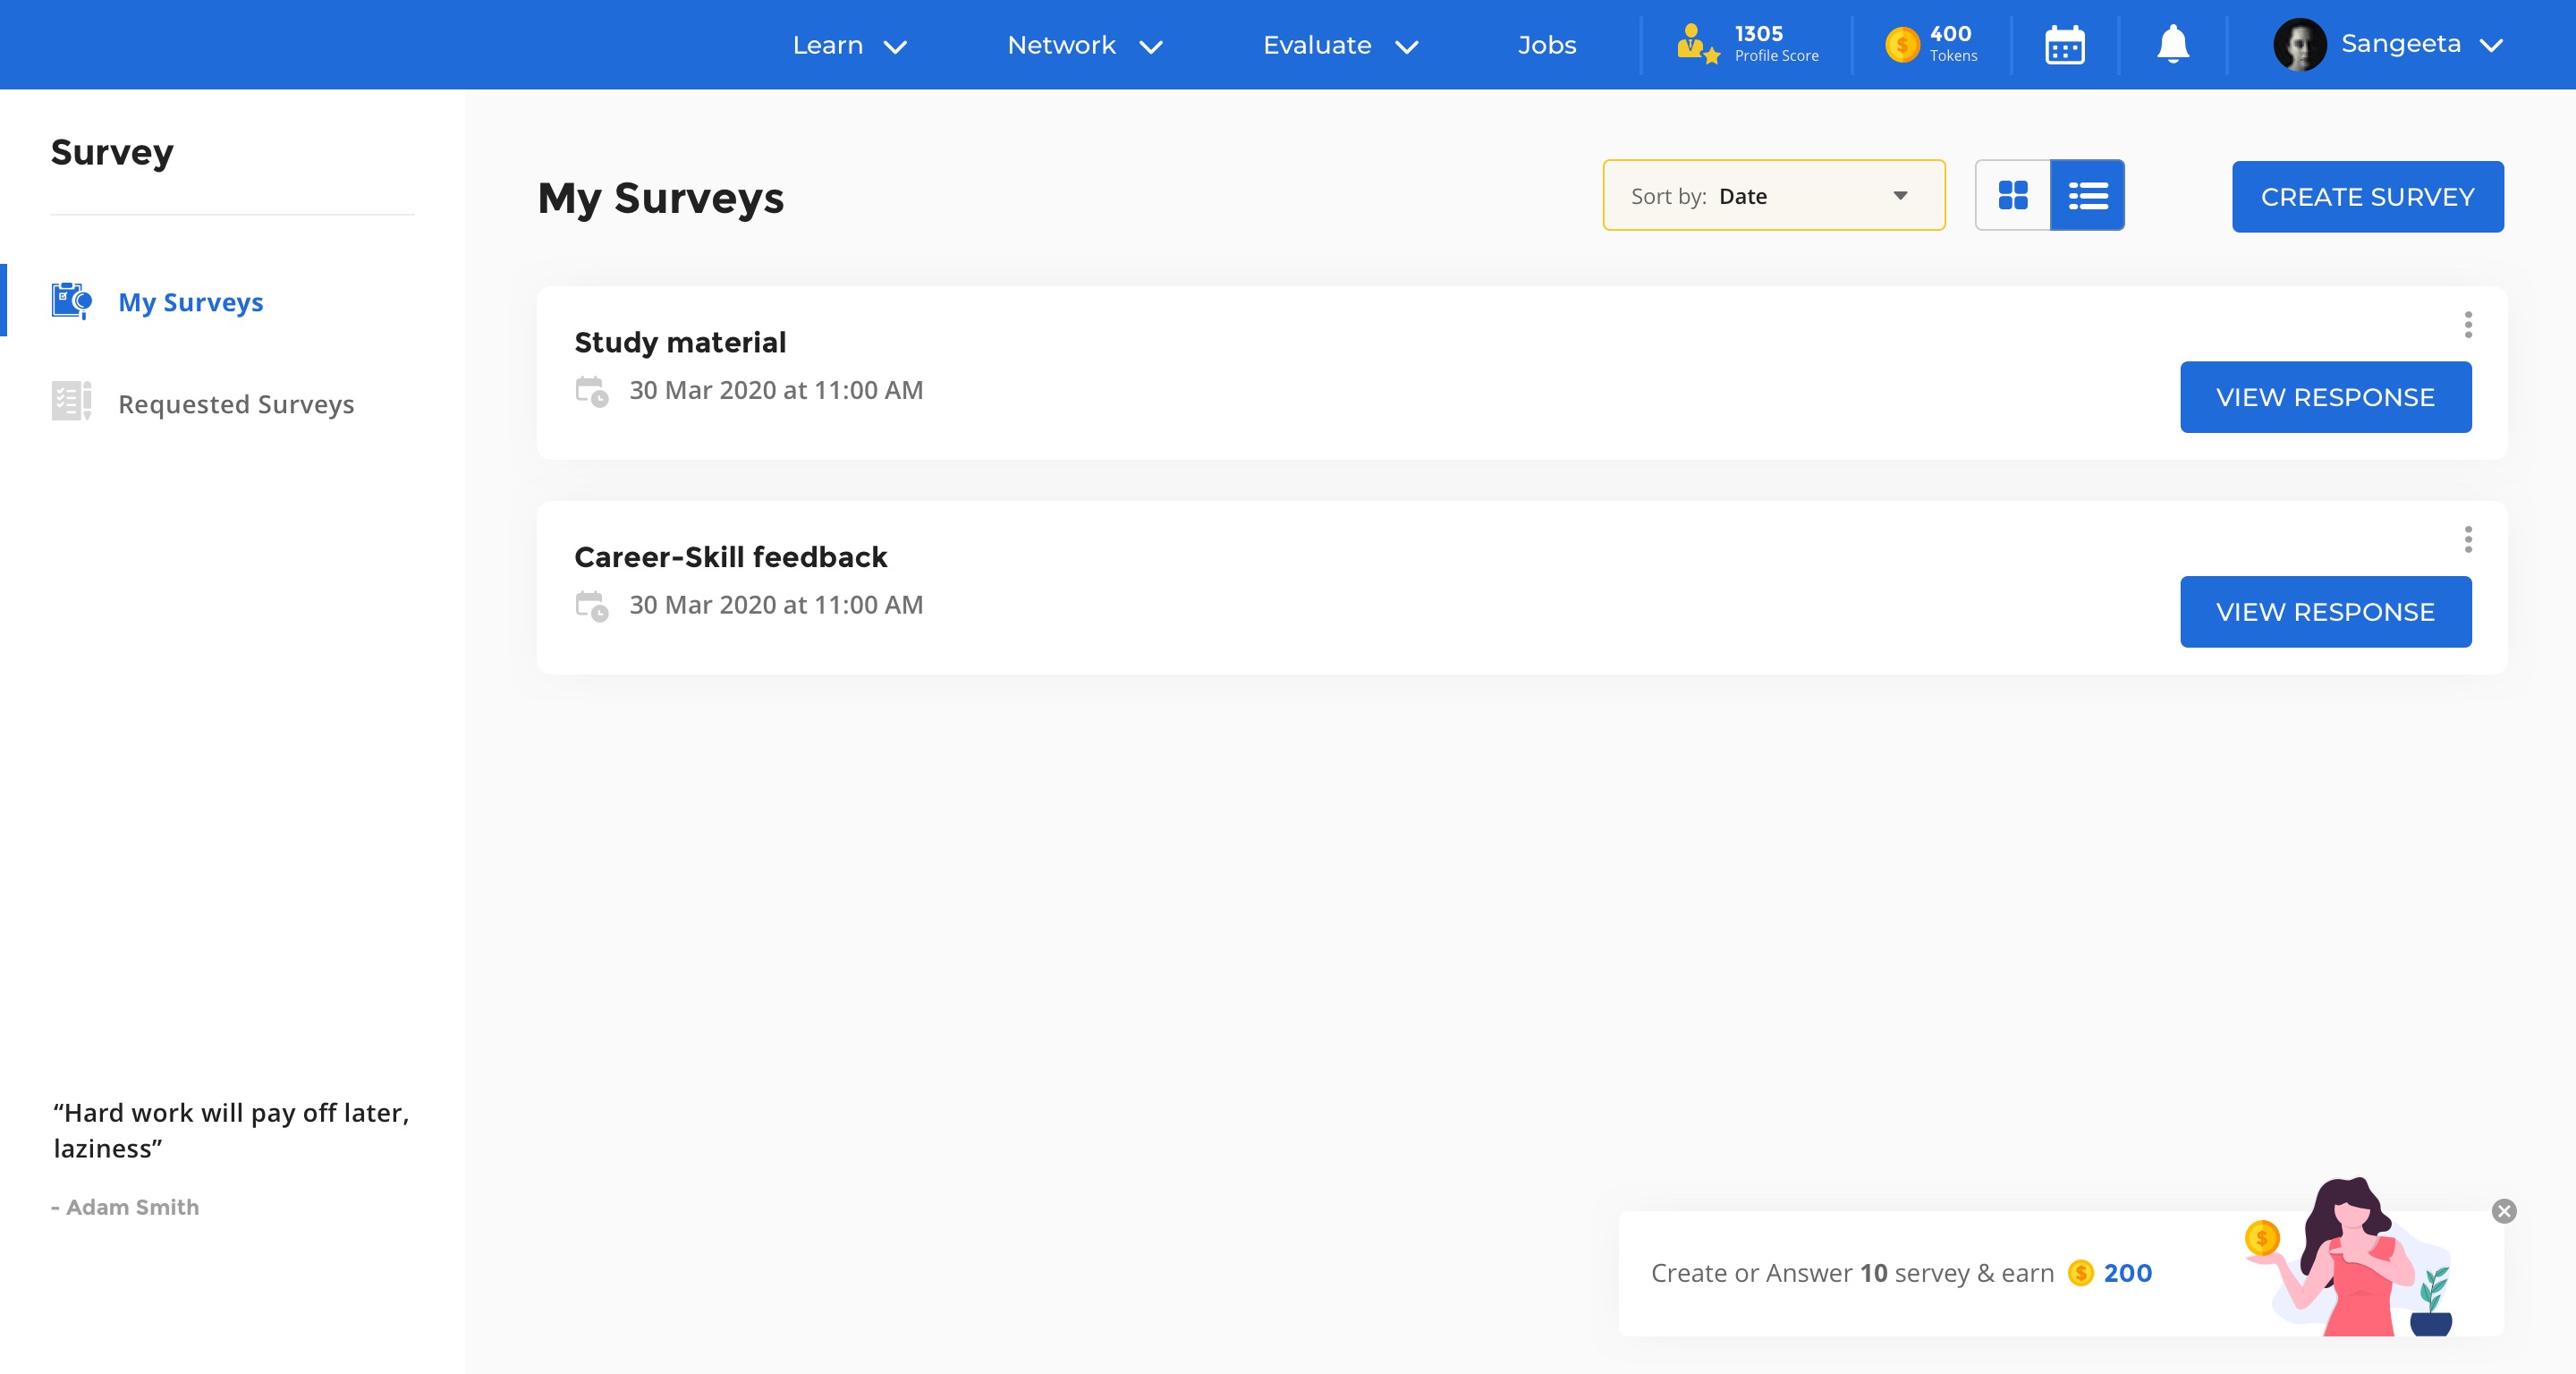 Learn
Network
Evaluate
Jobs
1305
Profile Score
400
Tokens
Sangeeta
Survey
My Surveys
Requested Surveys
“Hard work will pay off later,
laziness”
- Adam Smith
My Surveys
Sort by: Date
CREATE SURVEY
Study material
30 Mar 2020 at 11:00 AM
VIEW RESPONSE
Career-Skill feedback
30 Mar 2020 at 11:00 AM
VIEW RESPONSE
Create or Answer 10 servey & earn $ 200